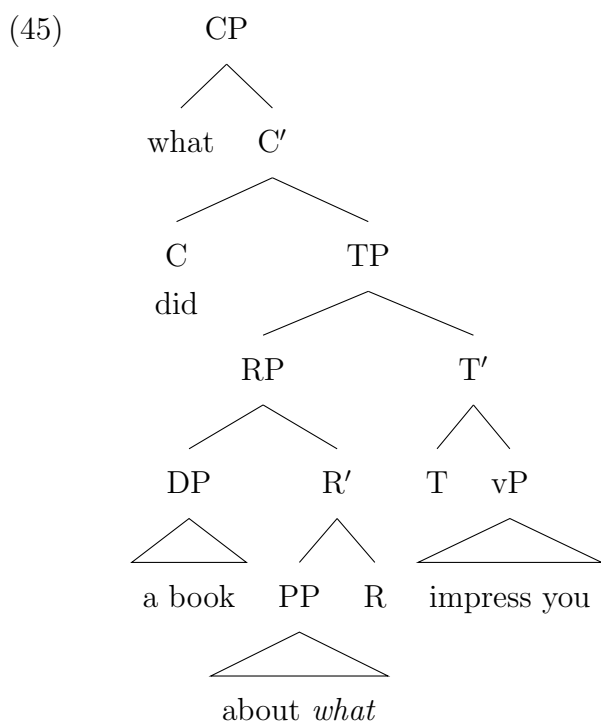 (45) CP
what C′
C TP
did
RP T′
DP R′ T vP
a book PP R impress you
about what